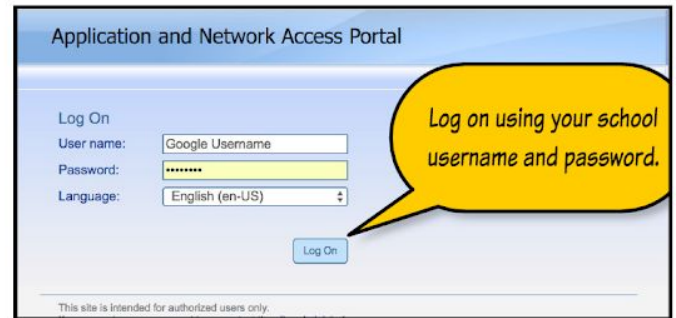 Application and Network Access Portal
Log On
User name: Google Username
Password: ••••••••
Language: English (en-US)
Log On
Log on using your school
username and password.
This site is intended for authorized users only.